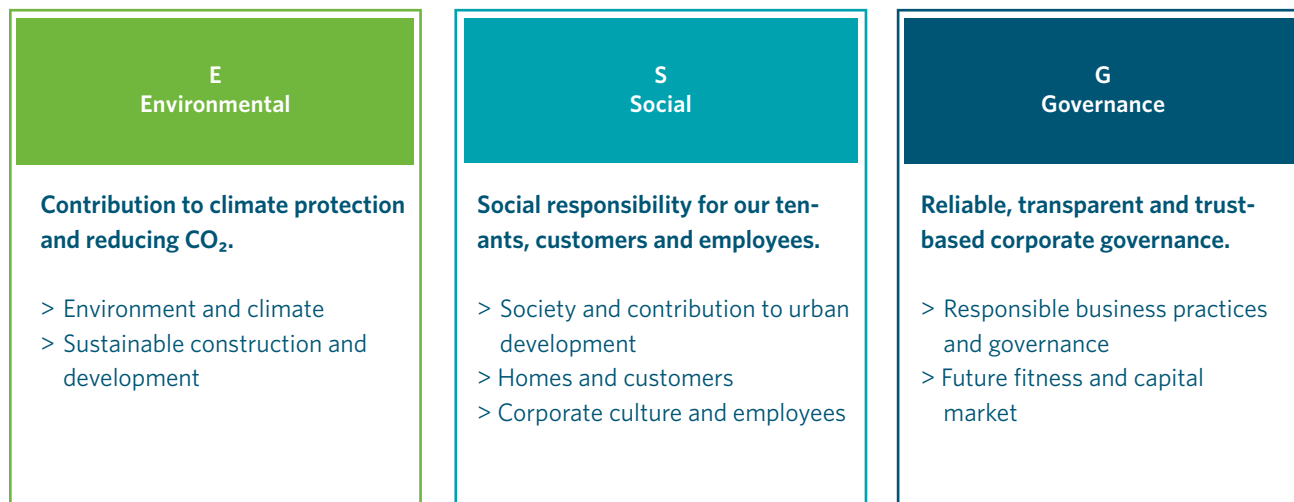 E
Environmental
Contribution to climate protection
and reducing CO₂.
> Environment and climate
> Sustainable construction and
development
S
Social
Social responsibility for our ten-
ants, customers and employees.
> Society and contribution to urban
development
> Homes and customers
> Corporate culture and employees
G
Governance
Reliable, transparent and trust-
based corporate governance.
> Responsible business practices
and governance
> Future fitness and capital
market